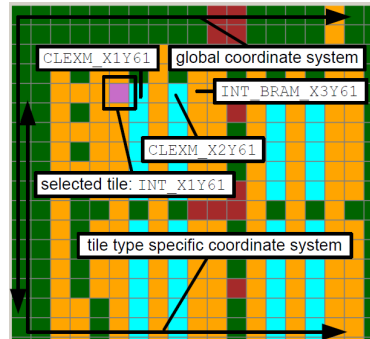 CLEXM_X1Y61
global coordinate system
INT_BRAM_X3Y61
CLEXM_X2Y61
selected tile: INT_X1Y61
tile type specific coordinate system